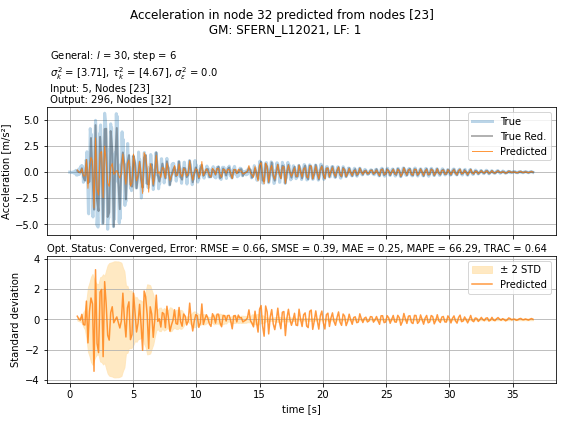 Acceleration in node 32 predicted from nodes [23]
GM: SFERN_L12021, LF: 1
General: l = 30, step = 6
σ²ₖ = [3.71], τ²ₖ = [4.67], σ²ε = 0.0
Input: 5, Nodes [23]
Output: 296, Nodes [32]
Acceleration [m/s²]
5.0
2.5
0.0
−2.5
−5.0
True
True Red.
Predicted
Opt. Status: Converged, Error: RMSE = 0.66, SMSE = 0.39, MAE = 0.25, MAPE = 66.29, TRAC = 0.64
Standard deviation
4
2
0
−2
−4
± 2 STD
Predicted
0 5 10 15 20 25 30 35
time [s]